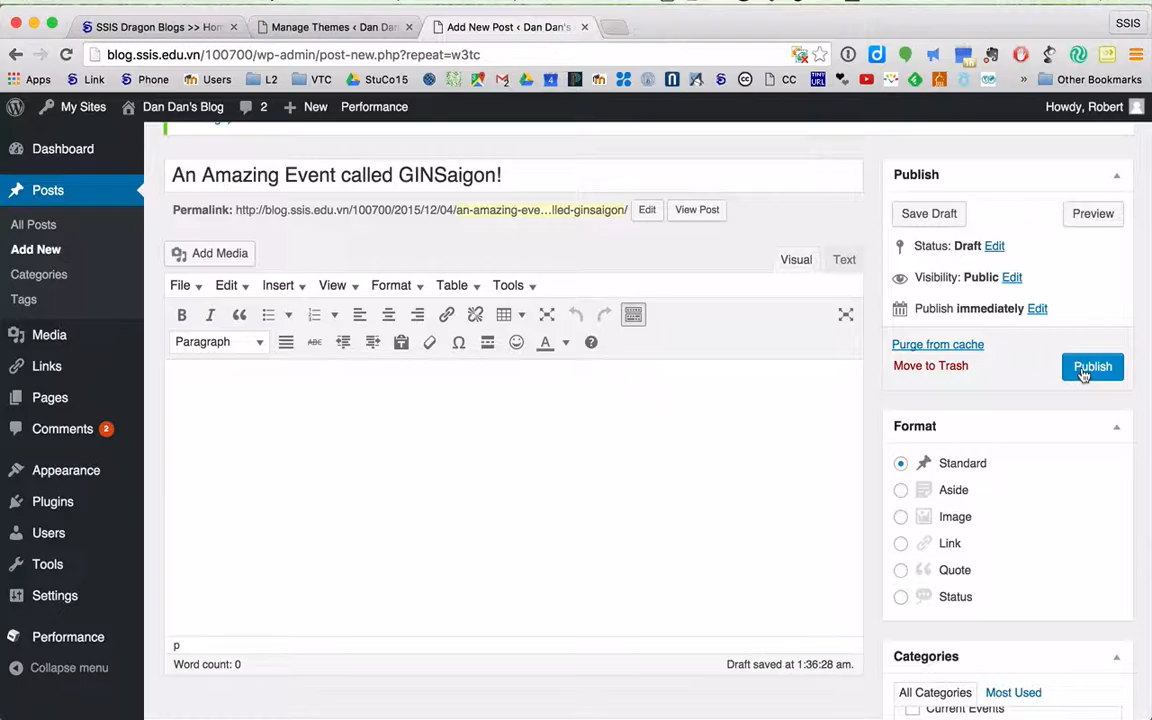 SSIS Dragon Blogs >> Hom
Manage Themes ‹ Dan Dan
Add New Post ‹ Dan Dan's
SSIS
blog.ssis.edu.vn/100700/wp-admin/post-new.php?repeat=w3tc
Apps Link Phone Users L2 VTC StuCo15 CC Other Bookmarks
My Sites Dan Dan's Blog 2 New Performance Howdy, Robert
Dashboard
Posts
All Posts
Add New
Categories
Tags
Media
Links
Pages
Comments 2
Appearance
Plugins
Users
Tools
Settings
Performance
Collapse menu
An Amazing Event called GINSaigon!
Permalink: http://blog.ssis.edu.vn/100700/2015/12/04/an-amazing-eve…lled-ginsaigon/ Edit View Post
Add Media
Visual Text
File Edit Insert View Format Table Tools
Paragraph
p
Word count: 0 Draft saved at 1:36:28 am.
Publish
Save Draft Preview
Status: Draft Edit
Visibility: Public Edit
Publish immediately Edit
Purge from cache
Move to Trash Publish
Format
Standard
Aside
Image
Link
Quote
Status
Categories
All Categories Most Used
Current Events